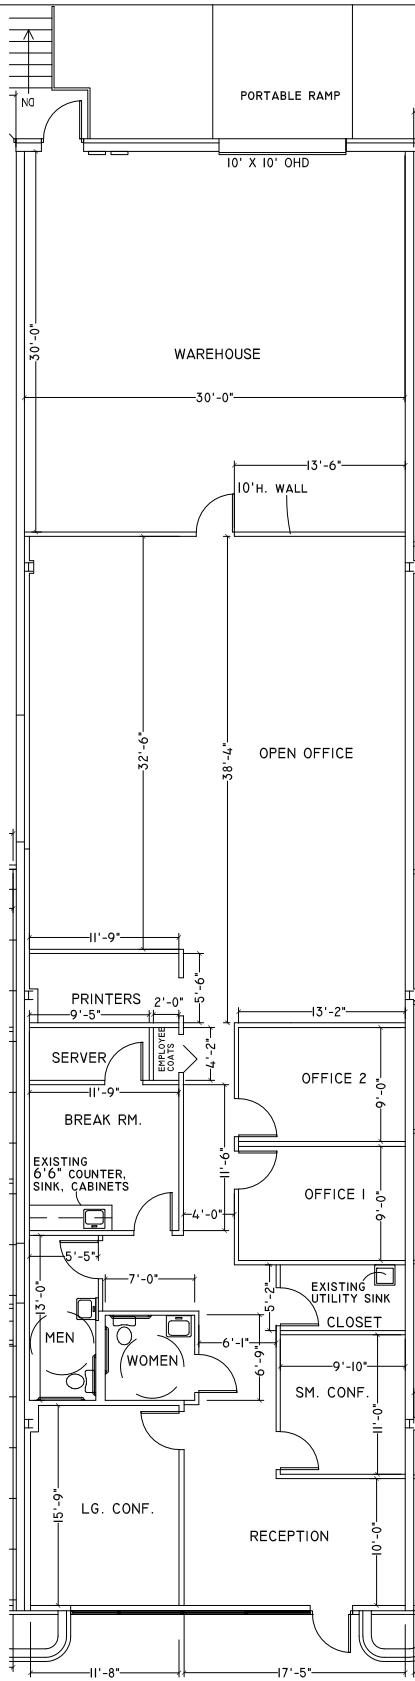 DN
PORTABLE RAMP
10' X 10' OHD
30'-0"
WAREHOUSE
30'-0"
13'-6"
10'H. WALL
32'-6"
38'-4"
OPEN OFFICE
11'-9"
5'-6"
PRINTERS
2'-0"
9'-5"
13'-2"
SERVER
EMPLOYEE
COATS
4'-2"
OFFICE 2
9'-0"
11'-9"
BREAK RM.
11'-6"
EXISTING
6'6" COUNTER,
SINK, CABINETS
OFFICE 1
9'-0"
4'-0"
5'-5"
13'-0"
7'-0"
5'-2"
EXISTING
UTILITY SINK
CLOSET
MEN
WOMEN
6'-1"
6'-9"
9'-10"
SM. CONF.
11'-0"
15'-9"
LG. CONF.
RECEPTION
10'-0"
11'-8"
17'-5"